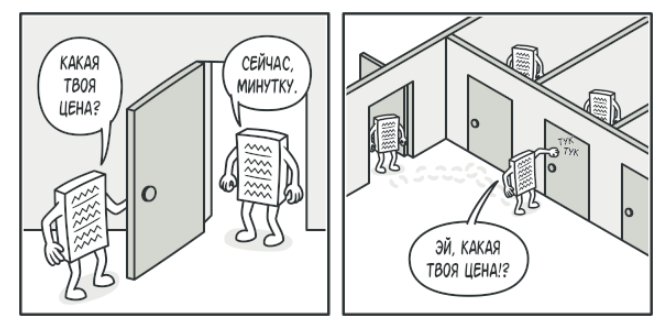 КАКАЯ
ТВОЯ
ЦЕНА?
СЕЙЧАС,
МИНУТКУ.
ТУК
ТУК
ЭЙ, КАКАЯ
ТВОЯ ЦЕНА!?